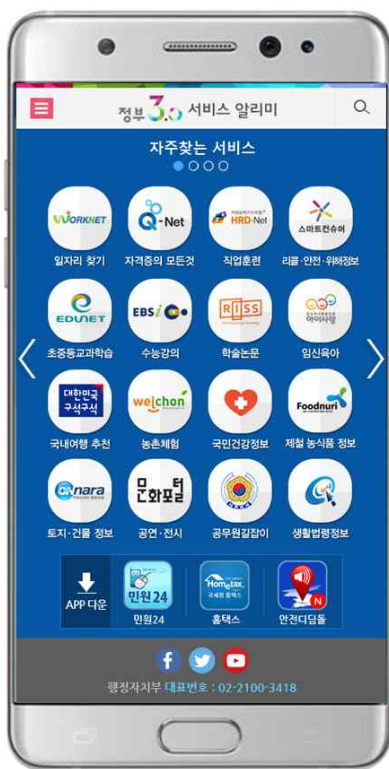 정부3.0 서비스 알리미
자주찾는 서비스
WORKNET
Q-Net
HRD-Net
스마트컨슈머
일자리 찾기
자격증의 모든것
직업훈련
리콜·안전·위해정보
EDUNET
EBSi
RISS
아이사랑
초중등교과학습
수능강의
학술논문
임신육아
대한민국
구석구석
welchon
Foodnuri
국내여행 추천
농촌체험
국민건강정보
제철 농식품 정보
Onnara
문화포털
토지·건물 정보
공연·전시
공무원길잡이
생활법령정보
APP 다운
민원24
Hometax.
국세청 홈택스
N
민원24
홈택스
안전디딤돌
행정자치부 대표번호 : 02-2100-3418